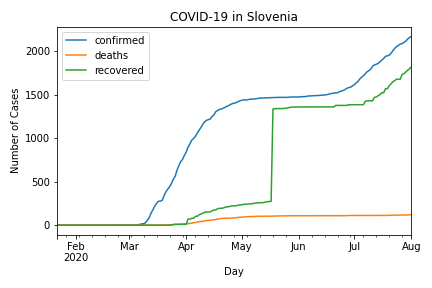 COVID-19 in Slovenia
confirmed
deaths
recovered
Number of Cases
2000
1500
1000
500
0
Feb Mar Apr May Jun Jul Aug
2020
Day